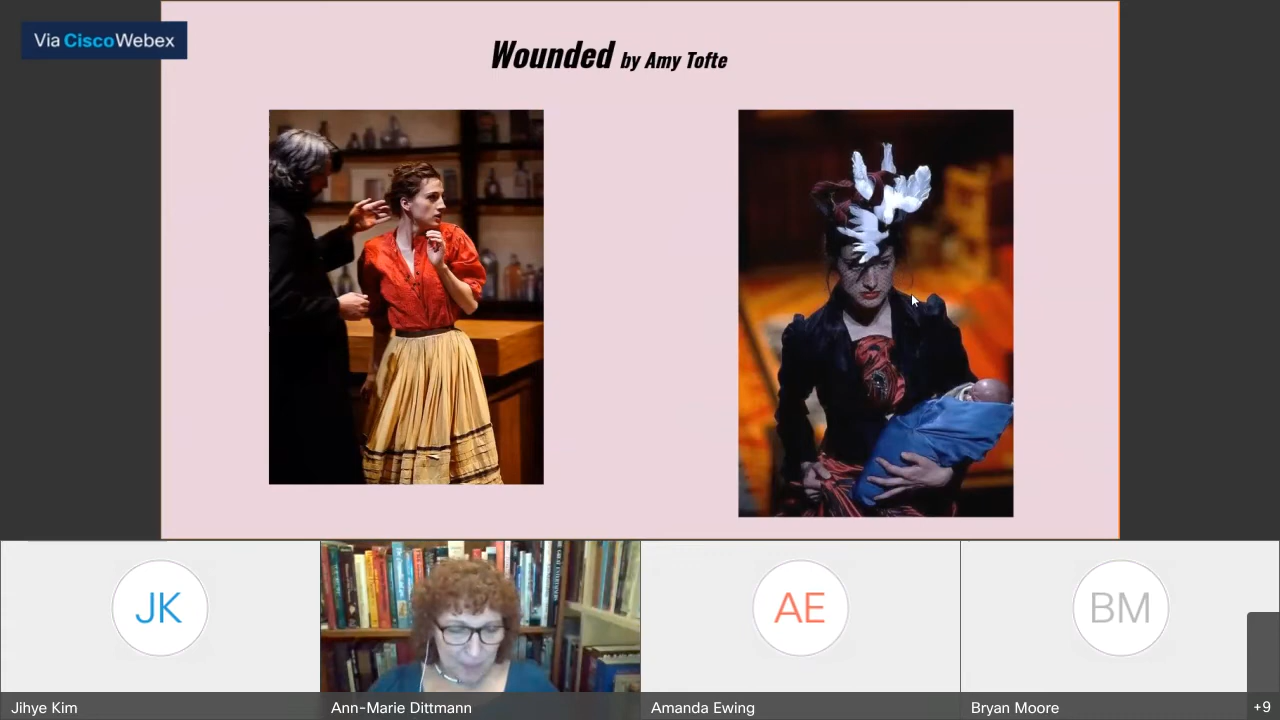 Via CiscoWebex
Wounded by Amy Tofte
JK
AE
BM
Jihye Kim
Ann-Marie Dittmann
Amanda Ewing
Bryan Moore
+9